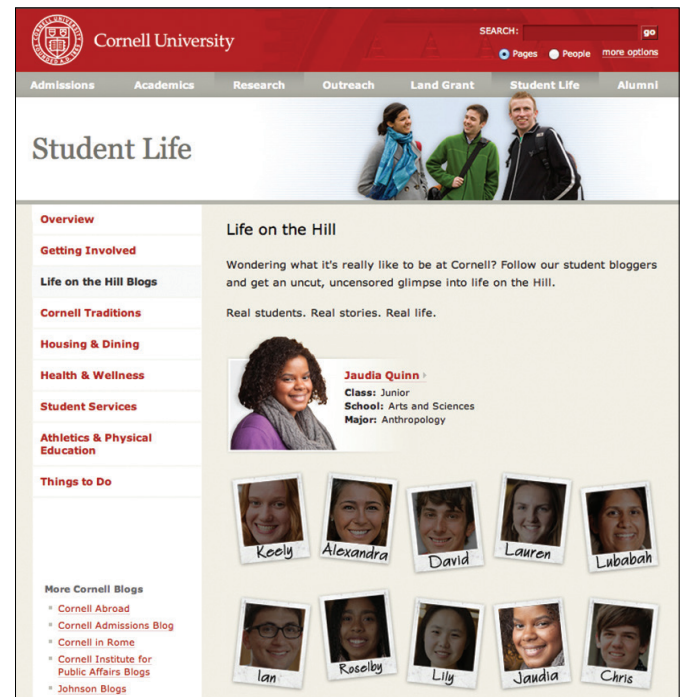 Cornell University
SEARCH:
go
Pages People more options
Admissions Academics Research Outreach Land Grant Student Life Alumni
Student Life
Overview
Getting Involved
Life on the Hill Blogs
Cornell Traditions
Housing & Dining
Health & Wellness
Student Services
Athletics & Physical
Education
Things to Do
More Cornell Blogs
Cornell Abroad
Cornell Admissions Blog
Cornell in Rome
Cornell Institute for
Public Affairs Blogs
Johnson Blogs
Life on the Hill
Wondering what it's really like to be at Cornell? Follow our student bloggers
and get an uncut, uncensored glimpse into life on the Hill.
Real students. Real stories. Real life.
Jaudia Quinn
Class: Junior
School: Arts and Sciences
Major: Anthropology
Keely Alexandra David Lauren Lubabah
Ian Roselby Lily Jaudia Chris